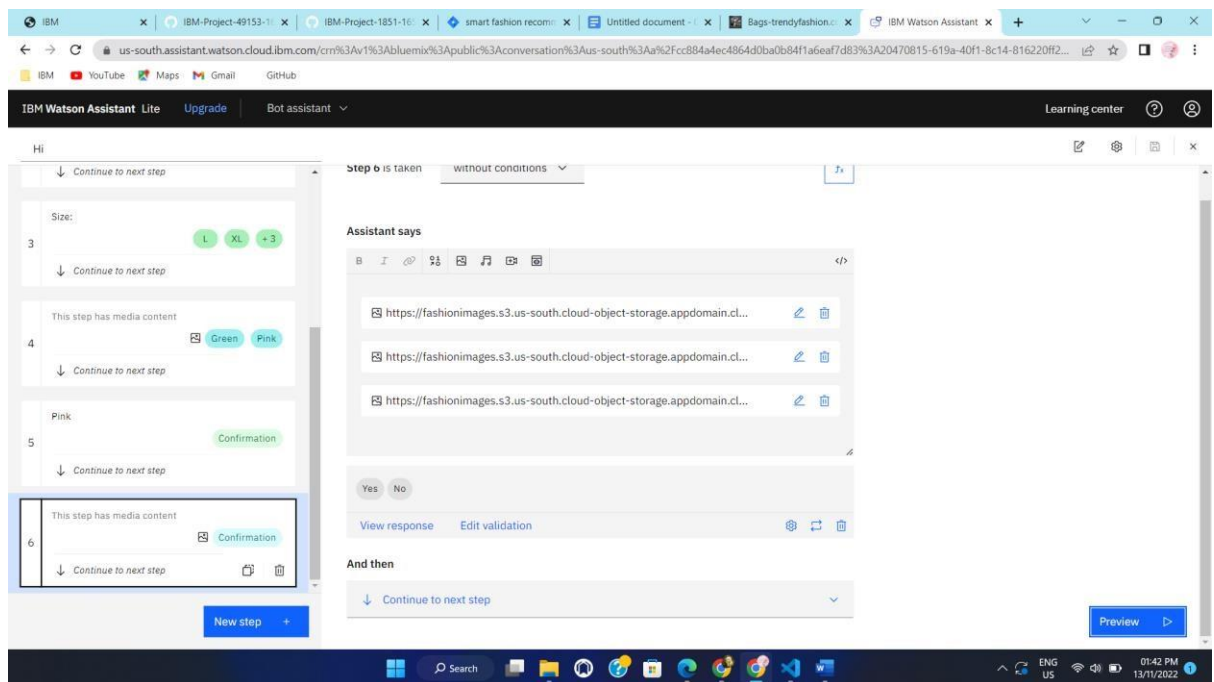 IBM
IBM-Project-49153-1
IBM-Project-1851-16
smart fashion recom
Untitled document -
Bags-trendyfashion.c
IBM Watson Assistant
us-south.assistant.watson.cloud.ibm.com/crn%3Av1%3Abluemix%3Apublic%3Aconversation%3Aus-south%3Aa%2Fcc884a4ec4864d0ba0b84f1a6eaf7d83%3A20470815-619a-40f1-8c14-816220ff2...
IBM YouTube Maps Gmail GitHub
IBM Watson Assistant Lite Upgrade Bot assistant Learning center
Hi
Continue to next step
3
Size:
L XL +3
Continue to next step
4
This step has media content
Green Pink
Continue to next step
5
Pink
Confirmation
Continue to next step
6
This step has media content
Confirmation
Continue to next step
New step +
Step 6 is taken without conditions fx
Assistant says
B I </>
https://fashionimages.s3.us-south.cloud-object-storage.appdomain.cl...
https://fashionimages.s3.us-south.cloud-object-storage.appdomain.cl...
https://fashionimages.s3.us-south.cloud-object-storage.appdomain.cl...
Yes No
View response Edit validation
And then
Continue to next step
Preview
Search
ENG
US
01:42 PM
13/11/2022
1